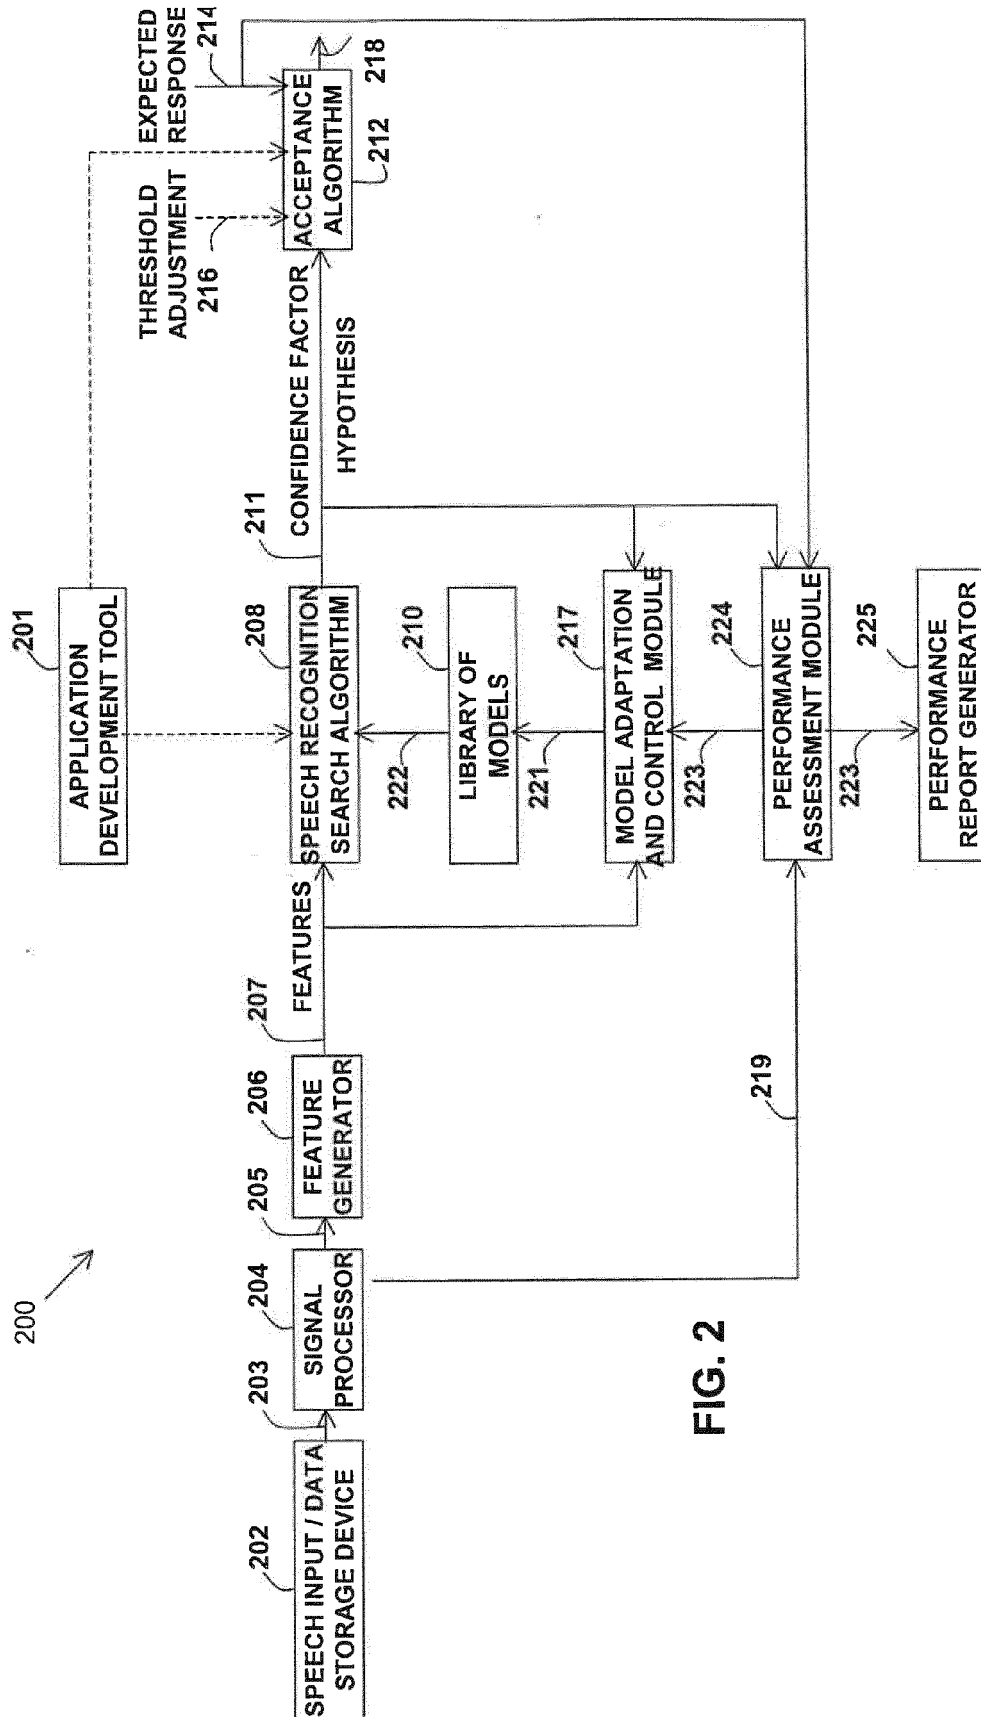 200
201
APPLICATION
DEVELOPMENT TOOL
THRESHOLD
ADJUSTMENT
216
EXPECTED
RESPONSE
214
202
SPEECH INPUT / DATA
STORAGE DEVICE
203
204
SIGNAL
PROCESSOR
205
206
FEATURE
GENERATOR
207
FEATURES
208
SPEECH RECOGNITION
SEARCH ALGORITHM
211
CONFIDENCE FACTOR
HYPOTHESIS
ACCEPTANCE
ALGORITHM
212
218
222
210
LIBRARY OF
MODELS
221
217
MODEL ADAPTATION
AND CONTROL MODULE
223
219
224
PERFORMANCE
ASSESSMENT MODULE
223
225
PERFORMANCE
REPORT GENERATOR
FIG. 2